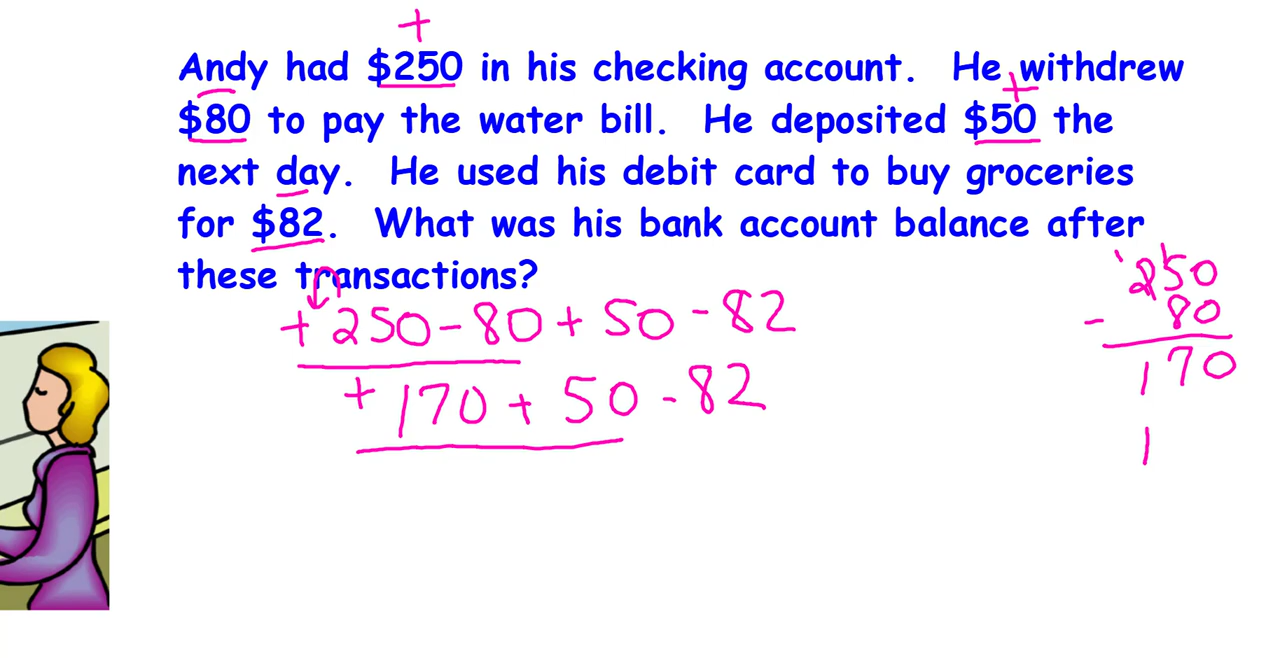 +
Andy had $250 in his checking account. He withdrew
+
$80 to pay the water bill. He deposited $50 the
next day. He used his debit card to buy groceries
for $82. What was his bank account balance after
these transactions?
+250-80+50-82
+170+50-82
1 1
250
- 80
170
1